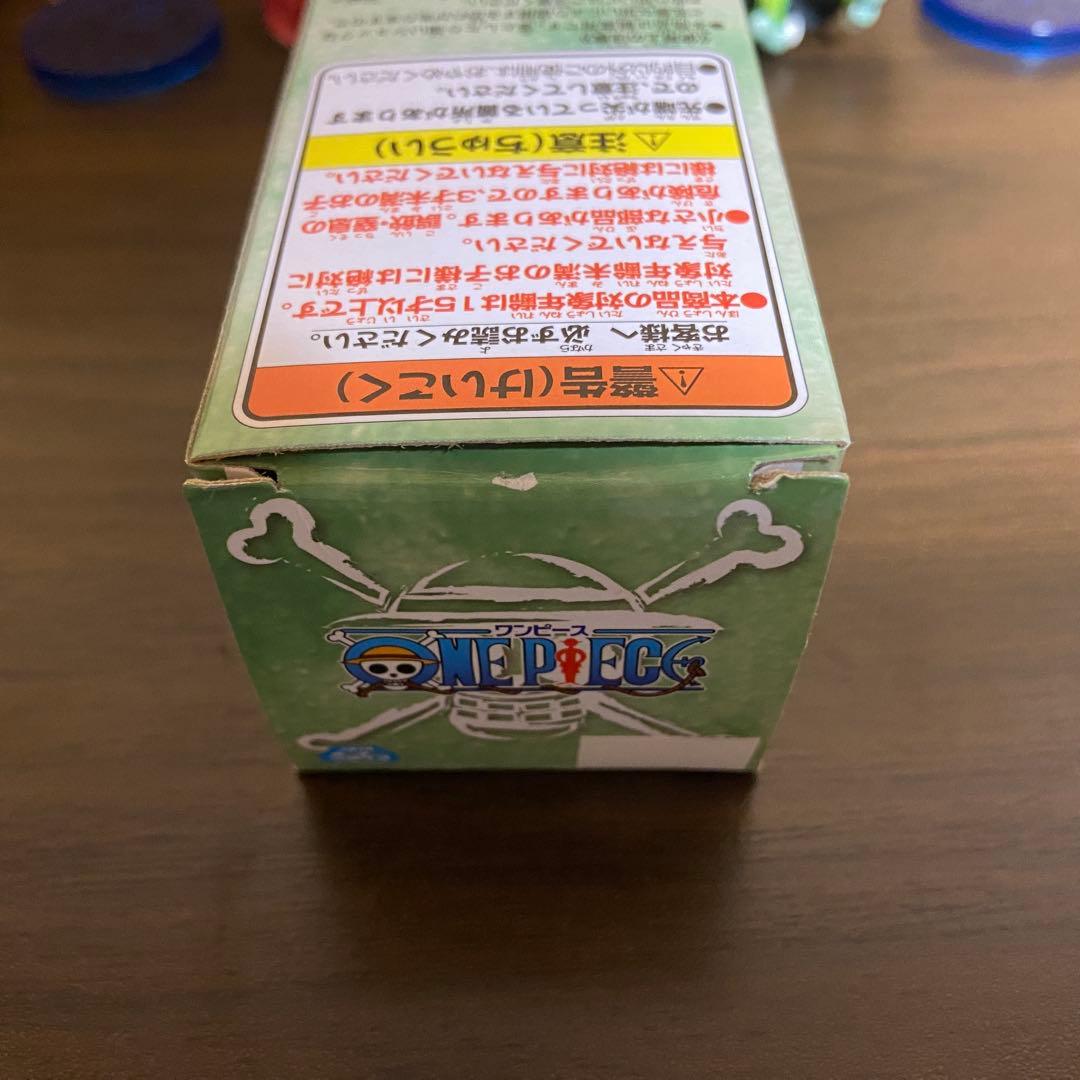 ⚠警告(けいこく)
お客様へ 必ずお読みください。
●本商品の対象年齢は15才以上です。
対象年齢未満のお子様には絶対に
与えないでください。
●小さな部品があります。誤飲・窒息の
危険がありますので、3才未満のお子
様には絶対に与えないでください。
⚠注意(ちゅうい)
●先端が尖っている箇所があります
ので、注意してください。
ワンピース
ONE PIECE